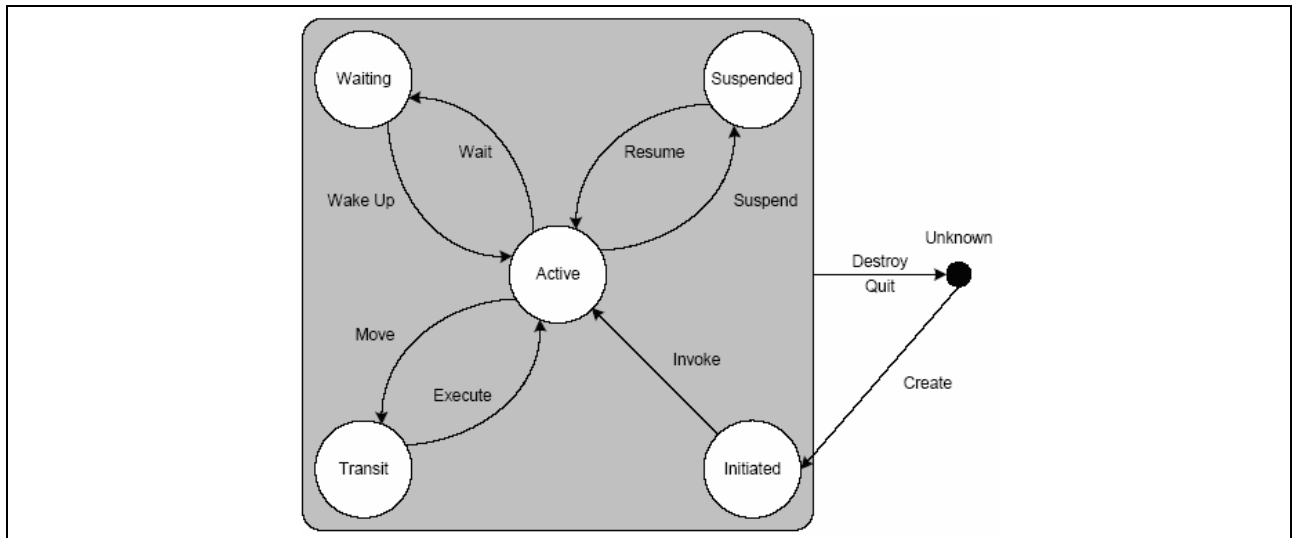 Waiting
Suspended
Wait
Resume
Wake Up
Suspend
Unknown
Destroy
Quit
Active
Move
Invoke
Execute
Create
Transit
Initiated